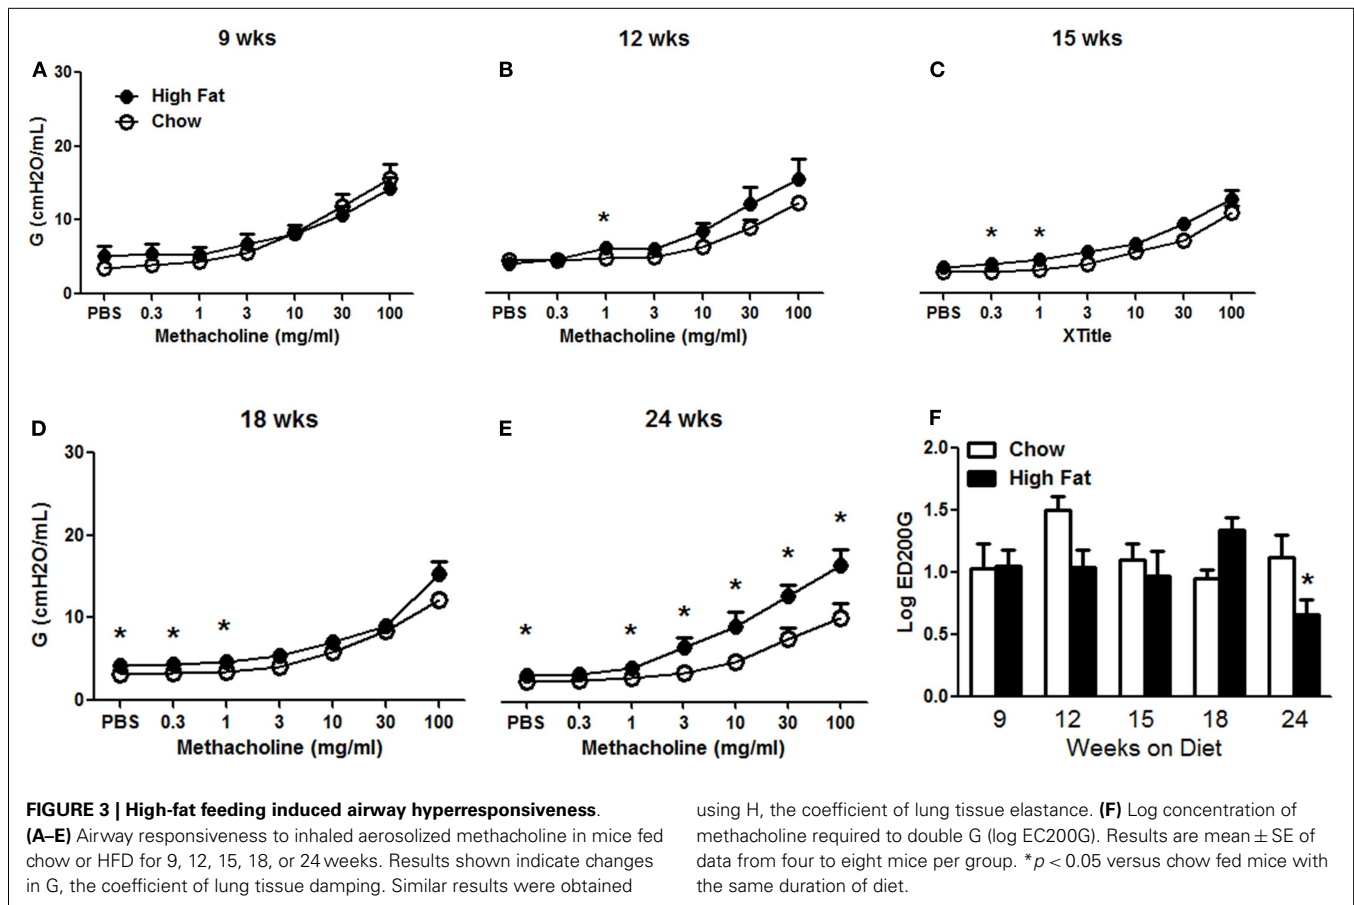 9 wks
12 wks
15 wks
A
30
20
10
0
G (cmH2O/mL)
High Fat
Chow
PBS 0.3 1 3 10 30 100
Methacholine (mg/ml)
B
*
PBS 0.3 1 3 10 30 100
Methacholine (mg/ml)
C
* *
PBS 0.3 1 3 10 30 100
XTitle
18 wks
24 wks
D
30
20
10
0
G (cmH2O/mL)
* * *
PBS 0.3 1 3 10 30 100
Methacholine (mg/ml)
E
* * * * * *
PBS 0.3 1 3 10 30 100
Methacholine (mg/ml)
F
2.0
1.5
1.0
0.5
0.0
Log ED200G
Chow
High Fat
*
9 12 15 18 24
Weeks on Diet
FIGURE 3 | High-fat feeding induced airway hyperresponsiveness.
(A–E) Airway responsiveness to inhaled aerosolized methacholine in mice fed
chow or HFD for 9, 12, 15, 18, or 24 weeks. Results shown indicate changes
in G, the coefficient of lung tissue damping. Similar results were obtained
using H, the coefficient of lung tissue elastance. (F) Log concentration of
methacholine required to double G (log EC200G). Results are mean ± SE of
data from four to eight mice per group. *p < 0.05 versus chow fed mice with
the same duration of diet.